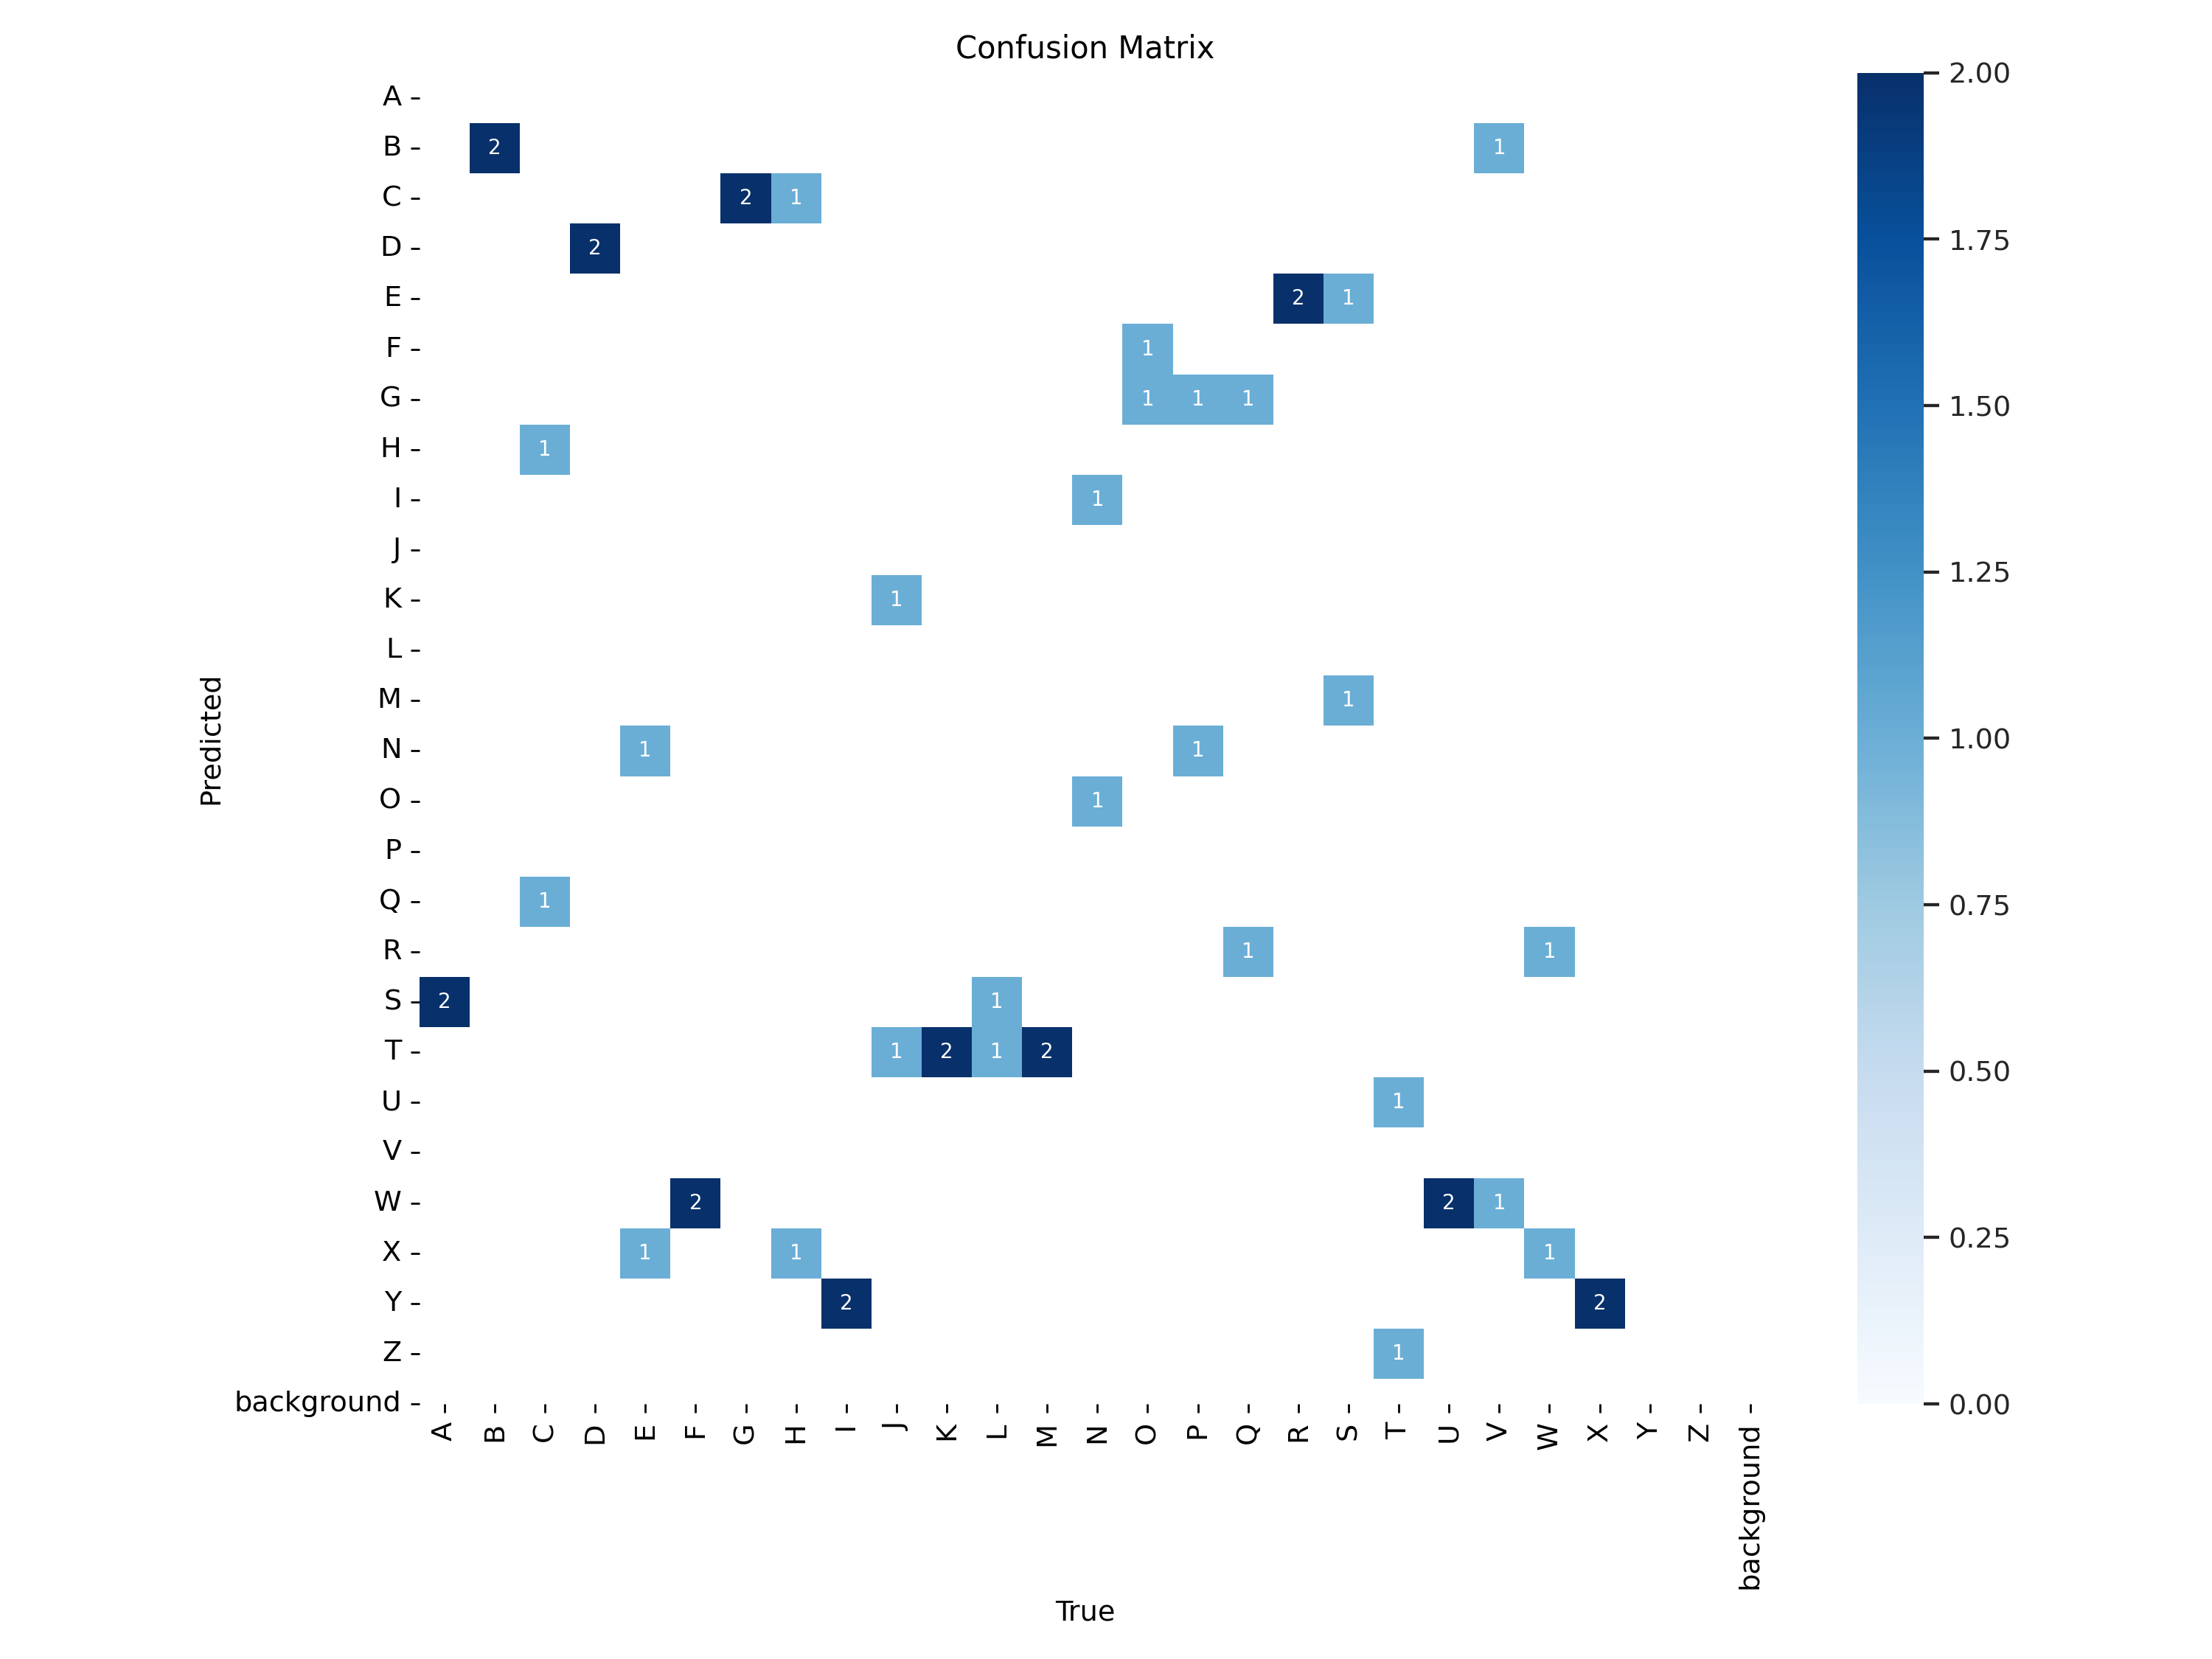 Confusion Matrix
A
B 2 1
C 2 1
D 2
E 2 1
F 1
G 1 1 1
H 1
I 1
J
K 1
L
M 1
N 1 1
O 1
P
Q 1
R 1 1
S 2 1
T 1 2 1 2
U 1
V
W 2 2 1
X 1 1 1
Y 2 2
Z 1
background
A B C D E F G H I J K L M N O P Q R S T U V W X Y Z background
True
Predicted
2.00
1.75
1.50
1.25
1.00
0.75
0.50
0.25
0.00